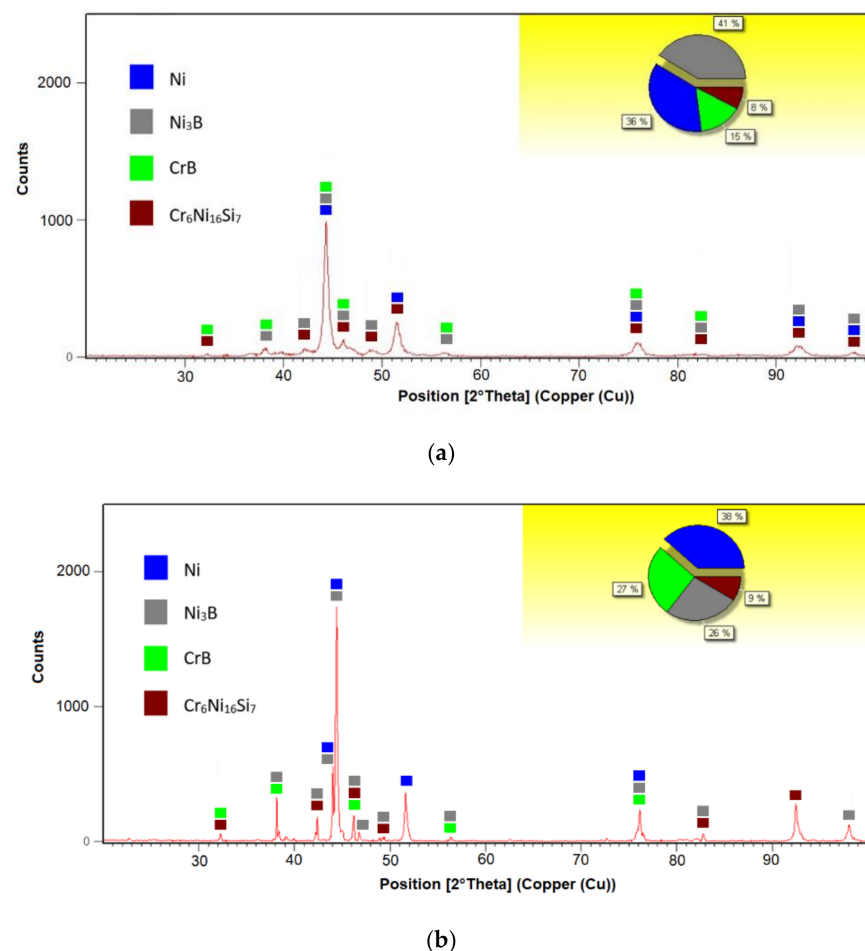 41 %
2000
Ni
Ni₃B
8 %
36 %
15 %
CrB
Counts
1000
Cr₆Ni₁₆Si₇
0
30 40 50 60 70 80 90
Position [2°Theta] (Copper (Cu))
(a)
38 %
2000
Ni
27 %
9 %
Ni₃B
26 %
Counts
CrB
1000
Cr₆Ni₁₆Si₇
0
30 40 50 60 70 80 90
Position [2°Theta] (Copper (Cu))
(b)